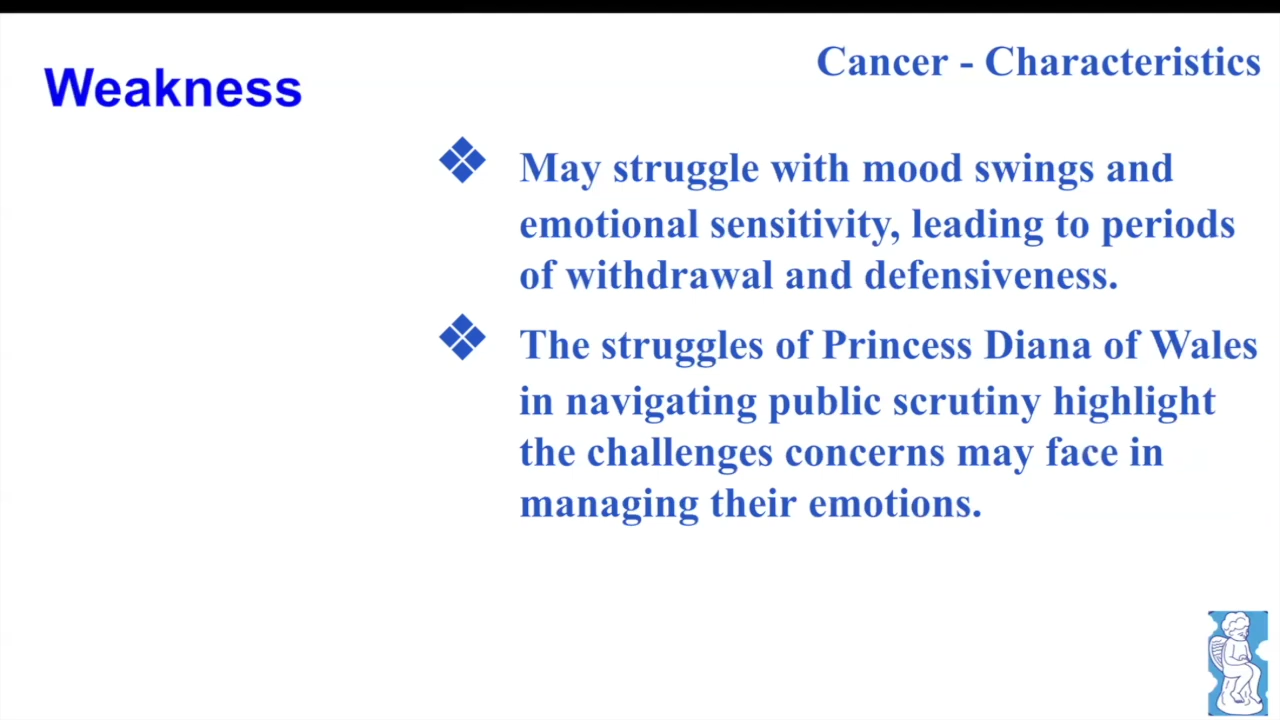 Weakness
Cancer - Characteristics
May struggle with mood swings and
emotional sensitivity, leading to periods
of withdrawal and defensiveness.
The struggles of Princess Diana of Wales
in navigating public scrutiny highlight
the challenges concerns may face in
managing their emotions.